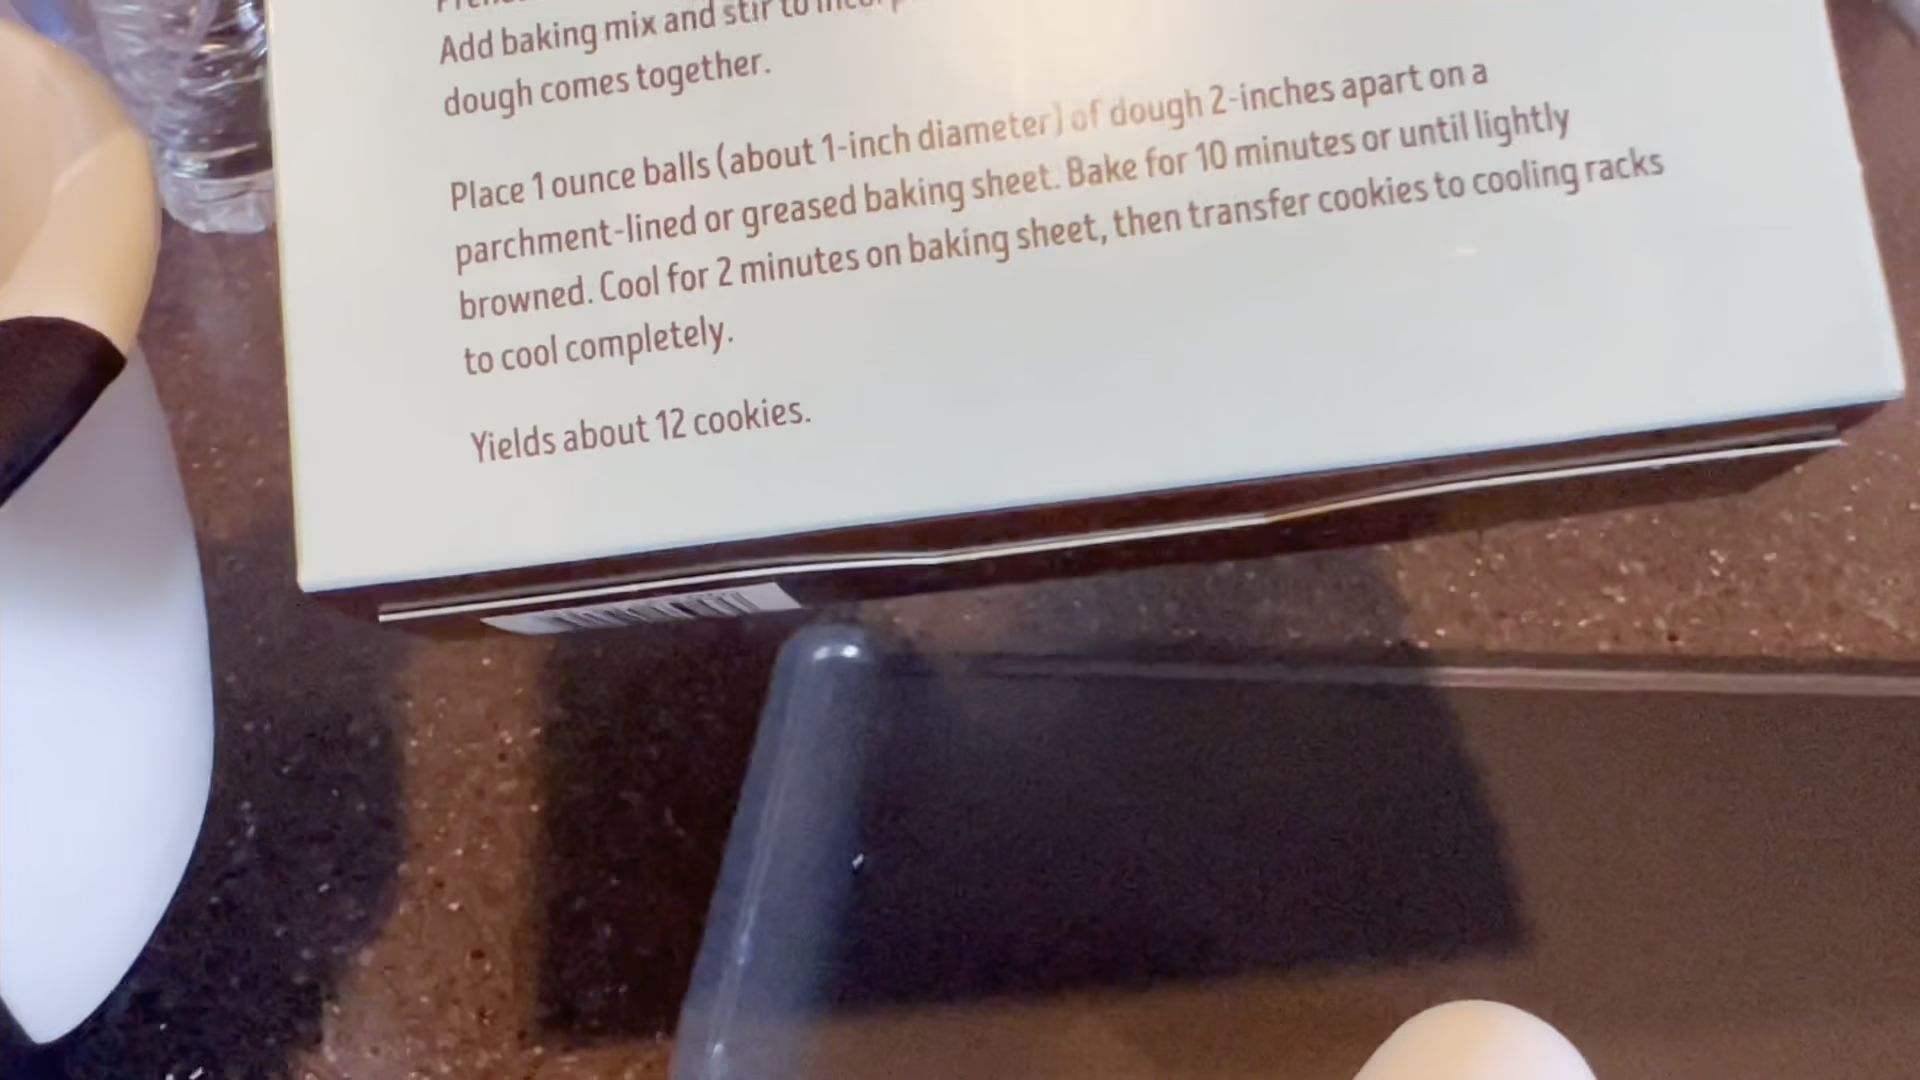 Add baking mix and stir to
dough comes together.
Place 1 ounce balls (about 1-inch diameter) of dough 2-inches apart on a
parchment-lined or greased baking sheet. Bake for 10 minutes or until lightly
browned. Cool for 2 minutes on baking sheet, then transfer cookies to cooling racks
to cool completely.
Yields about 12 cookies.